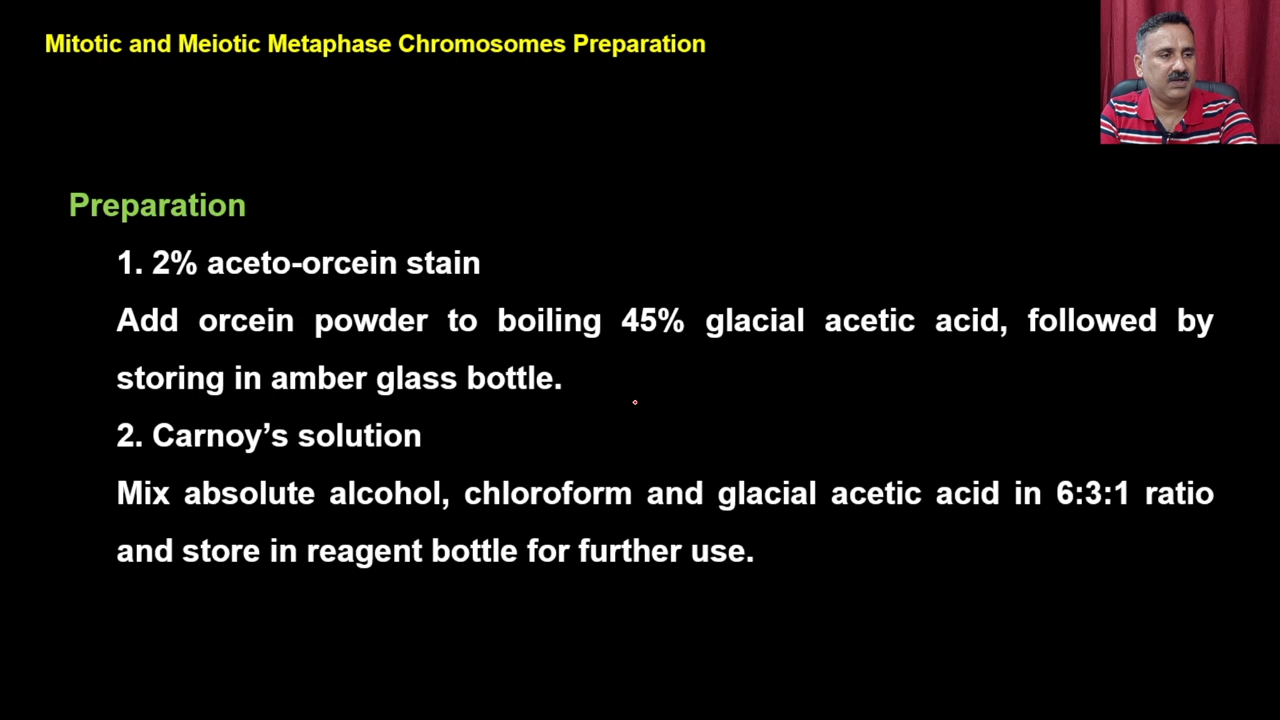 Mitotic and Meiotic Metaphase Chromosomes Preparation
Preparation
1. 2% aceto-orcein stain
Add orcein powder to boiling 45% glacial acetic acid, followed by
storing in amber glass bottle.
2. Carnoy’s solution
Mix absolute alcohol, chloroform and glacial acetic acid in 6:3:1 ratio
and store in reagent bottle for further use.